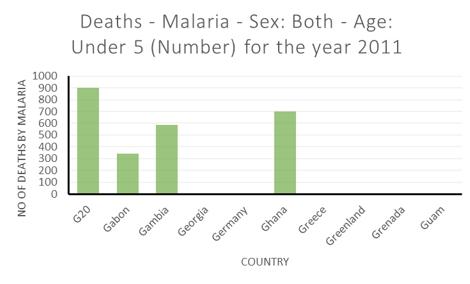 Deaths - Malaria - Sex: Both - Age:
Under 5 (Number) for the year 2011
NO OF DEATHS BY MALARIA
1000
900
800
700
600
500
400
300
200
100
0
G20
Gabon
Gambia
Georgia
Germany
Ghana
Greece
Greenland
Grenada
Guam
COUNTRY